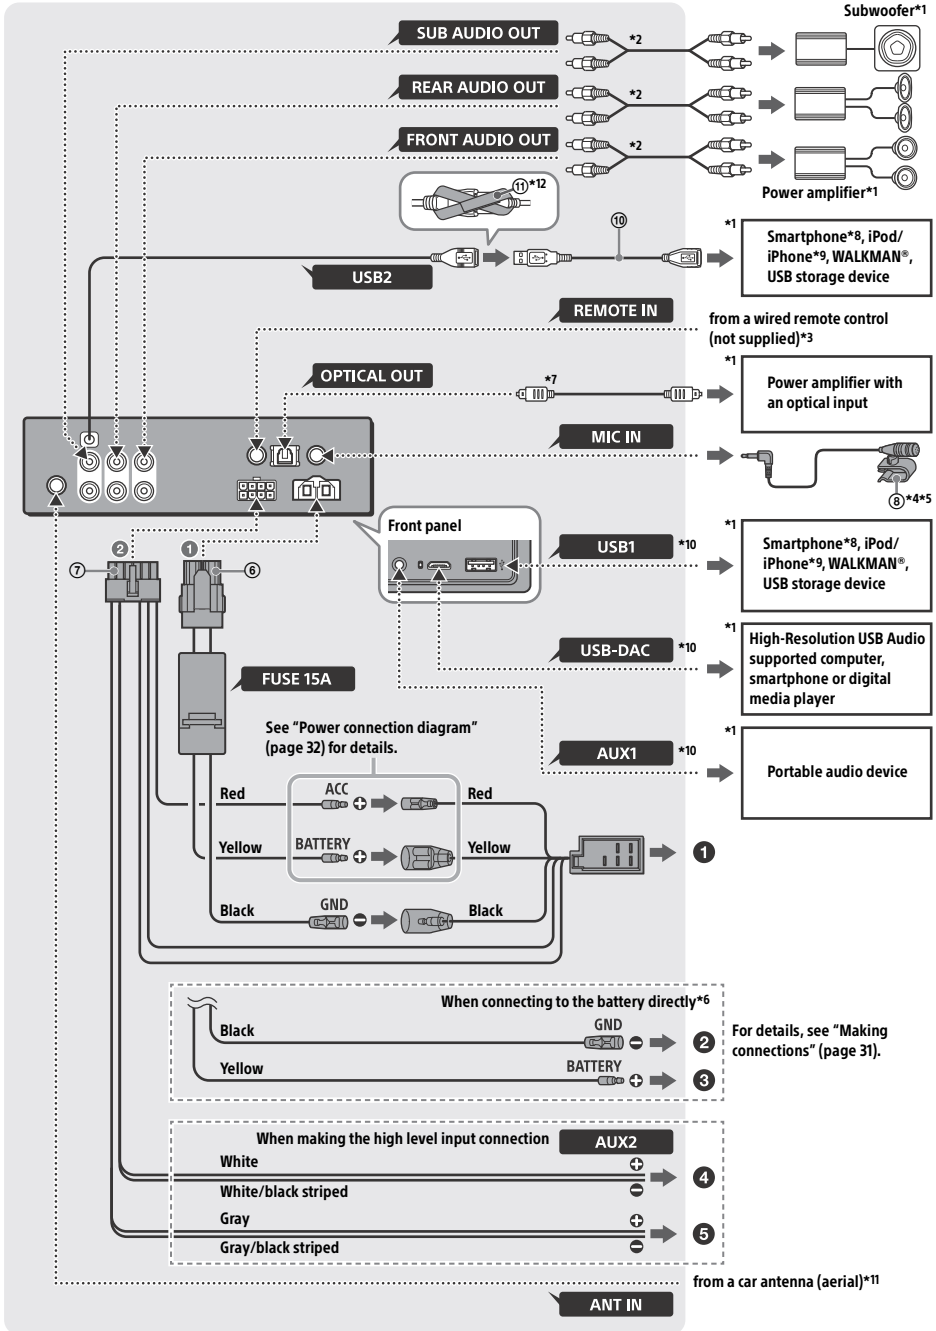 Subwoofer*1
SUB AUDIO OUT
*2
REAR AUDIO OUT
*2
FRONT AUDIO OUT
*2
Power amplifier*1
⑪*12
⑩
*1
Smartphone*8, iPod/
iPhone*9, WALKMAN®,
USB storage device
USB2
REMOTE IN
from a wired remote control
(not supplied)*3
OPTICAL OUT
*7
*1
Power amplifier with
an optical input
MIC IN
⑧*4*5
Front panel
USB1
*10
*1
Smartphone*8, iPod/
iPhone*9, WALKMAN®,
USB storage device
❷
❶
⑦
⑥
USB-DAC
*10
*1
High-Resolution USB Audio
supported computer,
smartphone or digital
media player
FUSE 15A
See “Power connection diagram”
(page 32) for details.
AUX1
*10
*1
Portable audio device
Red
ACC
Red
Yellow
BATTERY
Yellow
❶
Black
GND
Black
When connecting to the battery directly*6
Black
GND
❷
Yellow
BATTERY
❸
For details, see “Making
connections” (page 31).
When making the high level input connection
AUX2
White
❹
White/black striped
Gray
❺
Gray/black striped
from a car antenna (aerial)*11
ANT IN